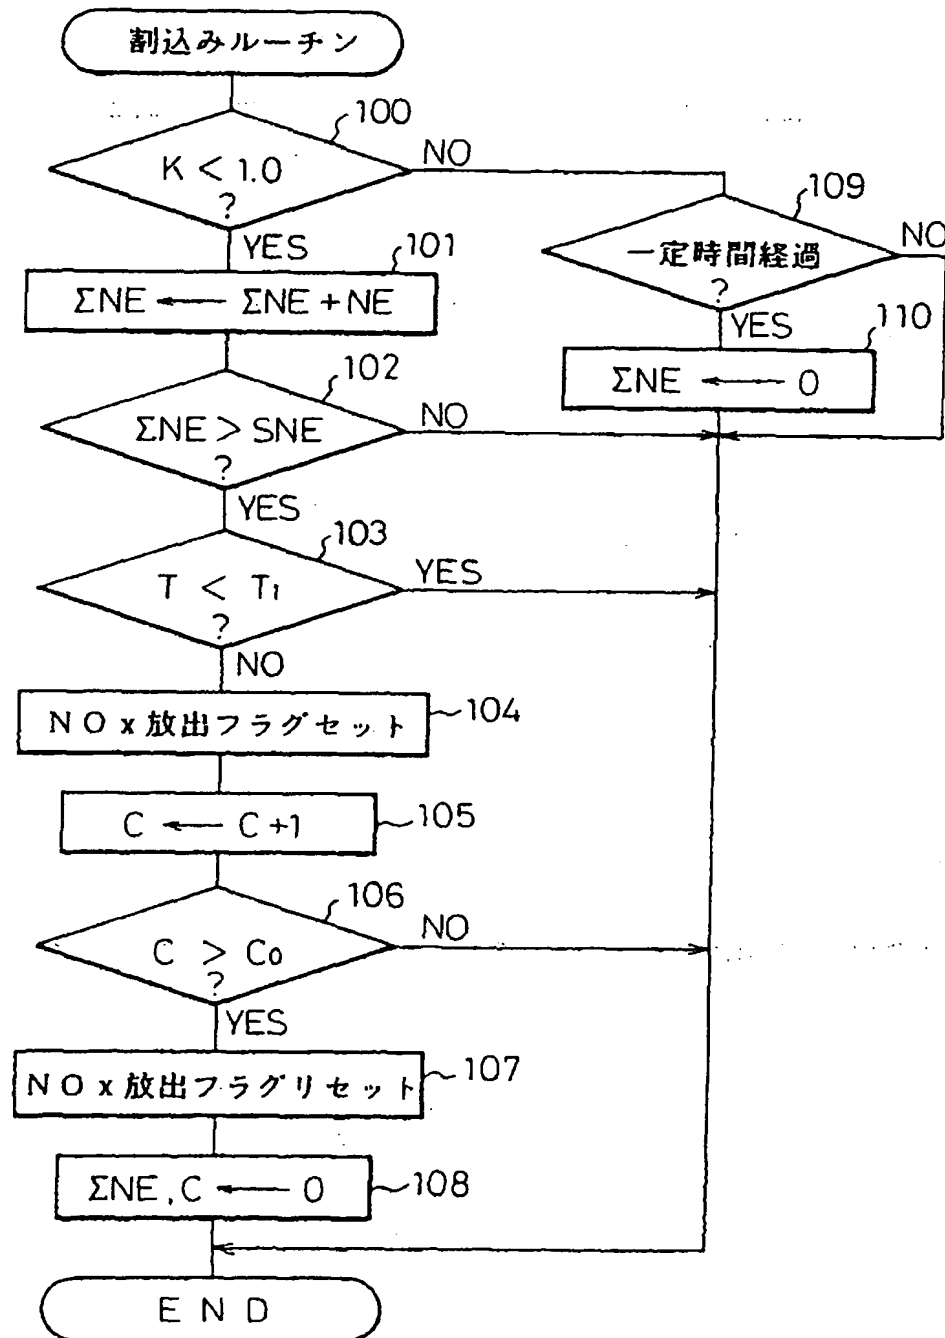 割込みルーチン
100
K < 1.0
?
NO
YES
109
一定時間経過
?
NO
YES
101
ΣNE ← ΣNE + NE
110
ΣNE ← 0
102
ΣNE > SNE
?
NO
YES
103
T < T₁
?
YES
NO
NOx放出フラグセット
104
C ← C+1
105
106
C > C₀
?
NO
YES
NOx放出フラグリセット
107
ΣNE, C ← 0
108
END